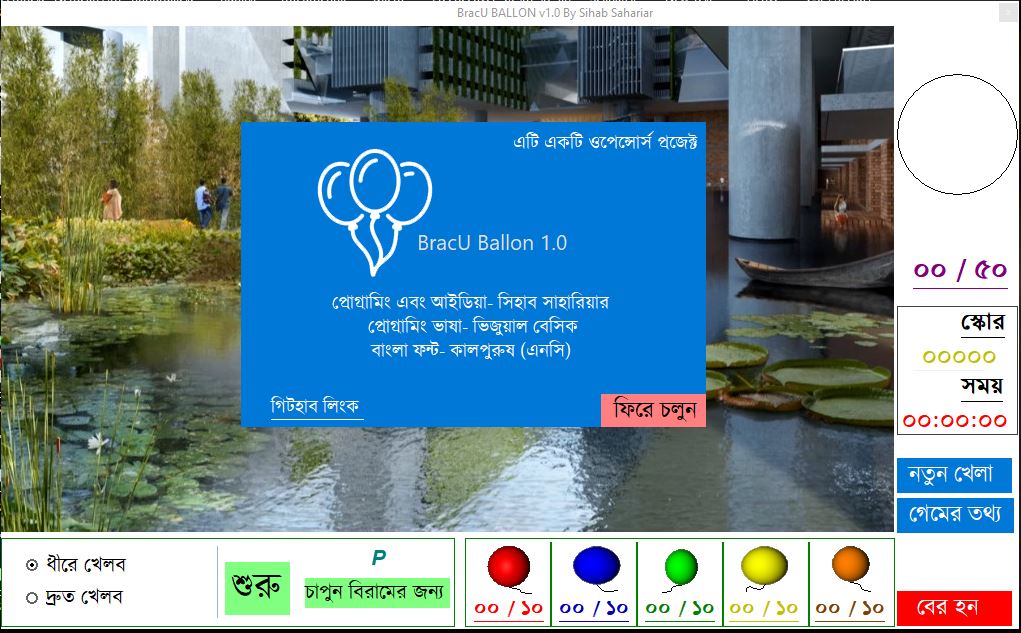 BracU BALLON v1.0 By Sihab Sahariar
এটি একটি ওপেন্সোর্স প্রজেক্ট
BracU Ballon 1.0
প্রোগ্রামিং এবং আইডিয়া- সিহাব সাহারিয়ার
প্রোগ্রামিং ভাষা- ভিজুয়াল বেসিক
বাংলা ফন্ট- কালপুরুষ (এনসি)
গিটহাব লিংক
ফিরে চলুন
০০ / ৫০
স্কোর
০০০০০
সময়
০০:০০:০০
নতুন খেলা
গেমের তথ্য
ধীরে খেলব
দ্রুত খেলব
শুরু
P
চাপুন বিরামের জন্য
০০ / ১০
০০ / ১০
০০ / ১০
০০ / ১০
০০ / ১০
বের হন